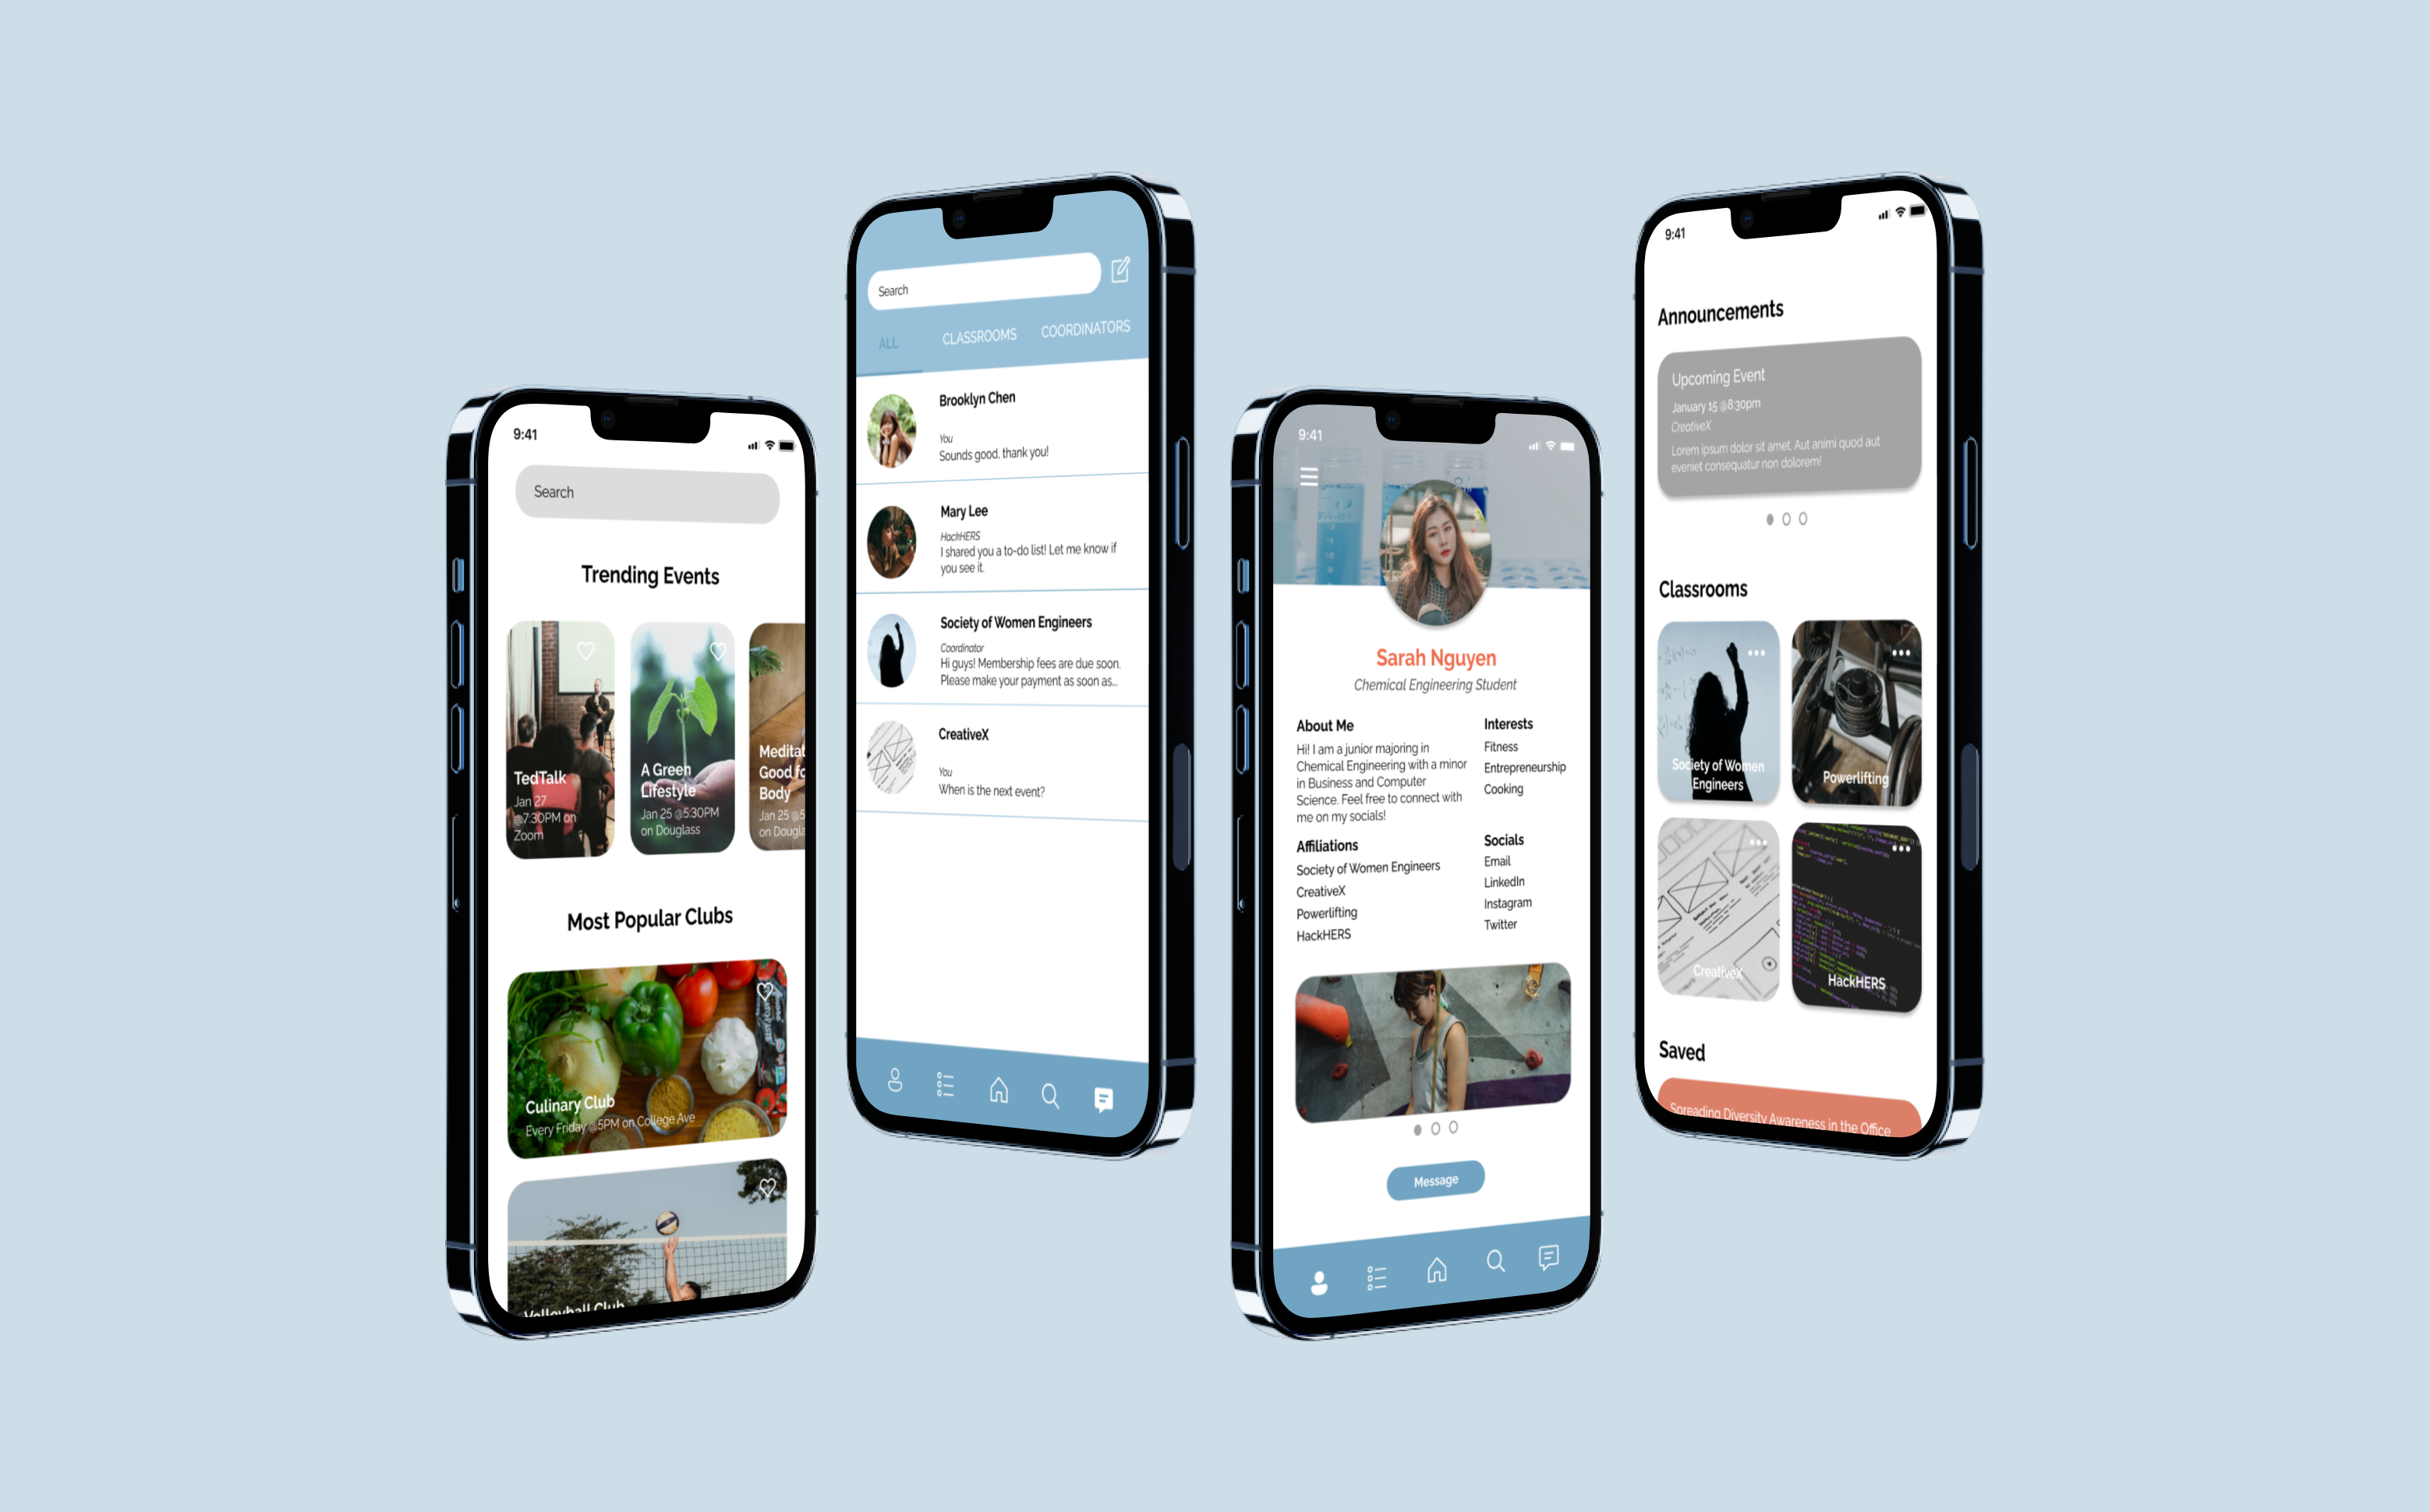 9:41
Search
Trending Events
TedTalk
Jan 27
@7:30PM on
Zoom
A Green
Lifestyle
Jan 25 @5:30PM
on Douglass
Meditat
Good fo
Body
Jan 25 @5
on Dougla
Most Popular Clubs
Culinary Club
Every Friday @5PM on College Ave
Volleyball Club
Search
ALL CLASSROOMS COORDINATORS
Brooklyn Chen
You
Sounds good, thank you!
Mary Lee
HackHERS
I shared you a to-do list! Let me know if
you see it.
Society of Women Engineers
Coordinator
Hi guys! Membership fees are due soon.
Please make your payment as soon as...
CreativeX
You
When is the next event?
9:41
Sarah Nguyen
Chemical Engineering Student
About Me
Hi! I am a junior majoring in
Chemical Engineering with a minor
in Business and Computer
Science. Feel free to connect with
me on my socials!
Interests
Fitness
Entrepreneurship
Cooking
Affiliations
Society of Women Engineers
CreativeX
Powerlifting
HackHERS
Socials
Email
LinkedIn
Instagram
Twitter
Message
9:41
Announcements
Upcoming Event
January 15 @8:30pm
CreativeX
Lorem ipsum dolor sit amet. Aut animi quod aut
eveniet consequatur non dolorem!
Classrooms
Society of Women
Engineers
Powerlifting
CreativeX
HackHERS
Saved
Spreading Diversity Awareness in the Office